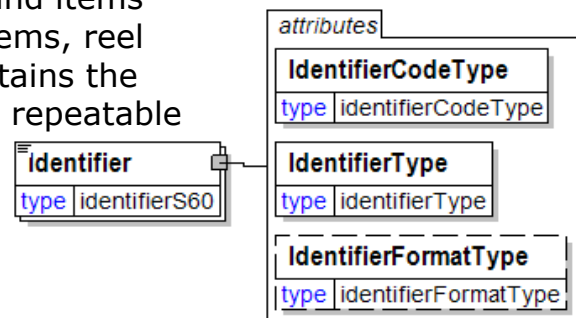 and items
ems, reel
tains the
repeatable
Identifier
type identifierS60
attributes
IdentifierCodeType
type identifierCodeType
IdentifierType
type identifierType
IdentifierFormatType
type identifierFormatType